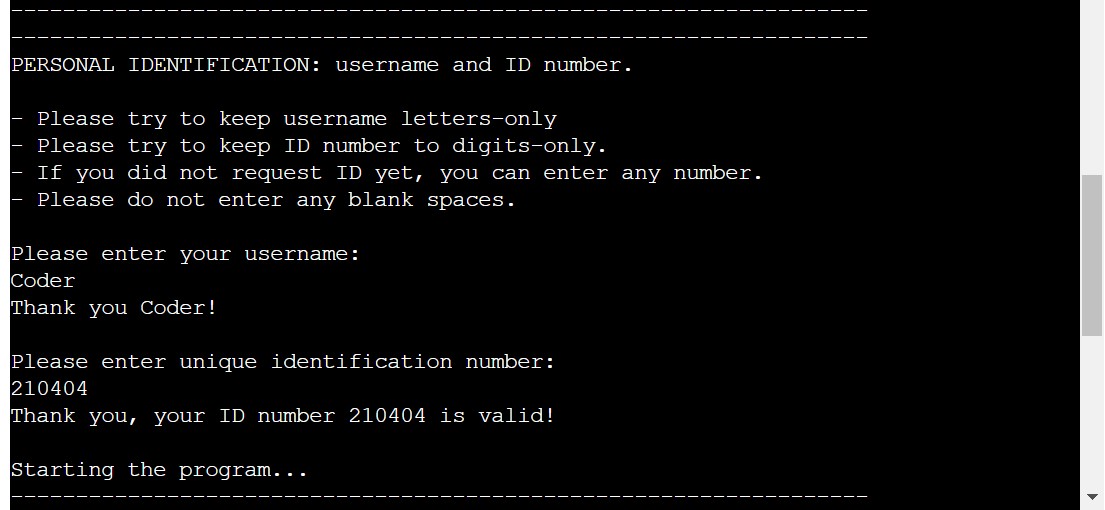 ------------------------------------------------------------------
------------------------------------------------------------------
PERSONAL IDENTIFICATION: username and ID number.
- Please try to keep username letters-only
- Please try to keep ID number to digits-only.
- If you did not request ID yet, you can enter any number.
- Please do not enter any blank spaces.
Please enter your username:
Coder
Thank you Coder!
Please enter unique identification number:
210404
Thank you, your ID number 210404 is valid!
Starting the program...
------------------------------------------------------------------